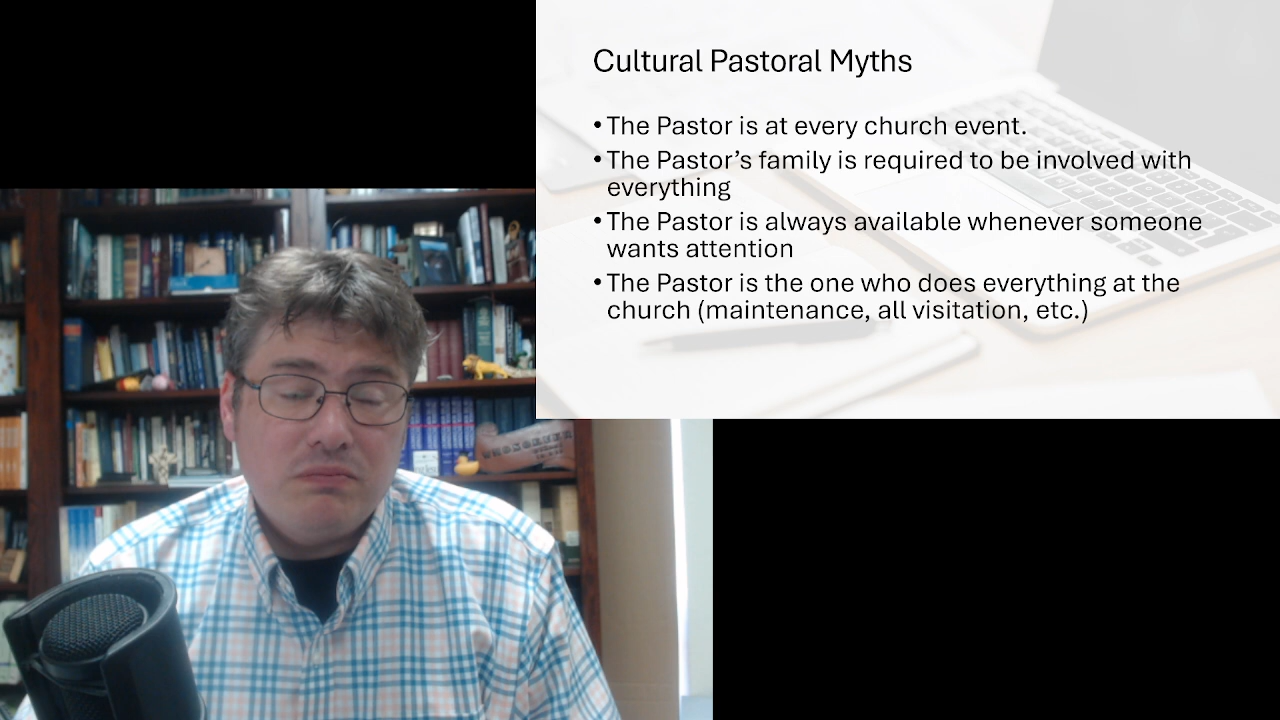 Cultural Pastoral Myths
• The Pastor is at every church event.
• The Pastor’s family is required to be involved with
everything
• The Pastor is always available whenever someone
wants attention
• The Pastor is the one who does everything at the
church (maintenance, all visitation, etc.)